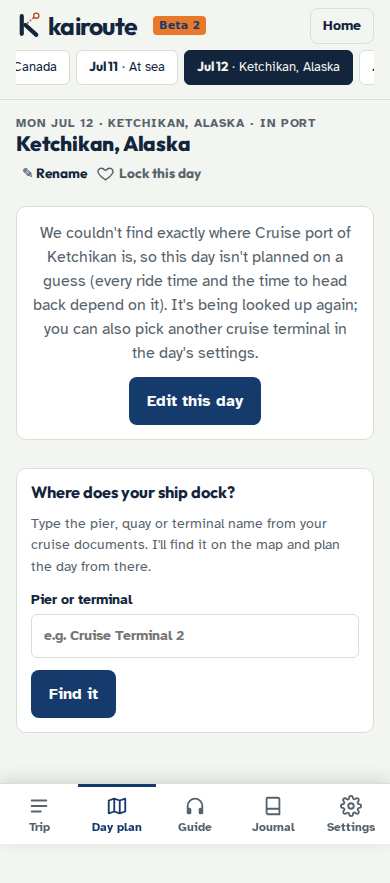 kairoute
Beta 2
Home
Canada
Jul 11 · At sea
Jul 12 · Ketchikan, Alaska
MON JUL 12 · KETCHIKAN, ALASKA · IN PORT
Ketchikan, Alaska
✎ Rename
Lock this day
We couldn't find exactly where Cruise port of
Ketchikan is, so this day isn't planned on a
guess (every ride time and the time to head
back depend on it). It's being looked up again;
you can also pick another cruise terminal in
the day's settings.
Edit this day
Where does your ship dock?
Type the pier, quay or terminal name from your
cruise documents. I'll find it on the map and plan
the day from there.
Pier or terminal
e.g. Cruise Terminal 2
Find it
Trip
Day plan
Guide
Journal
Settings